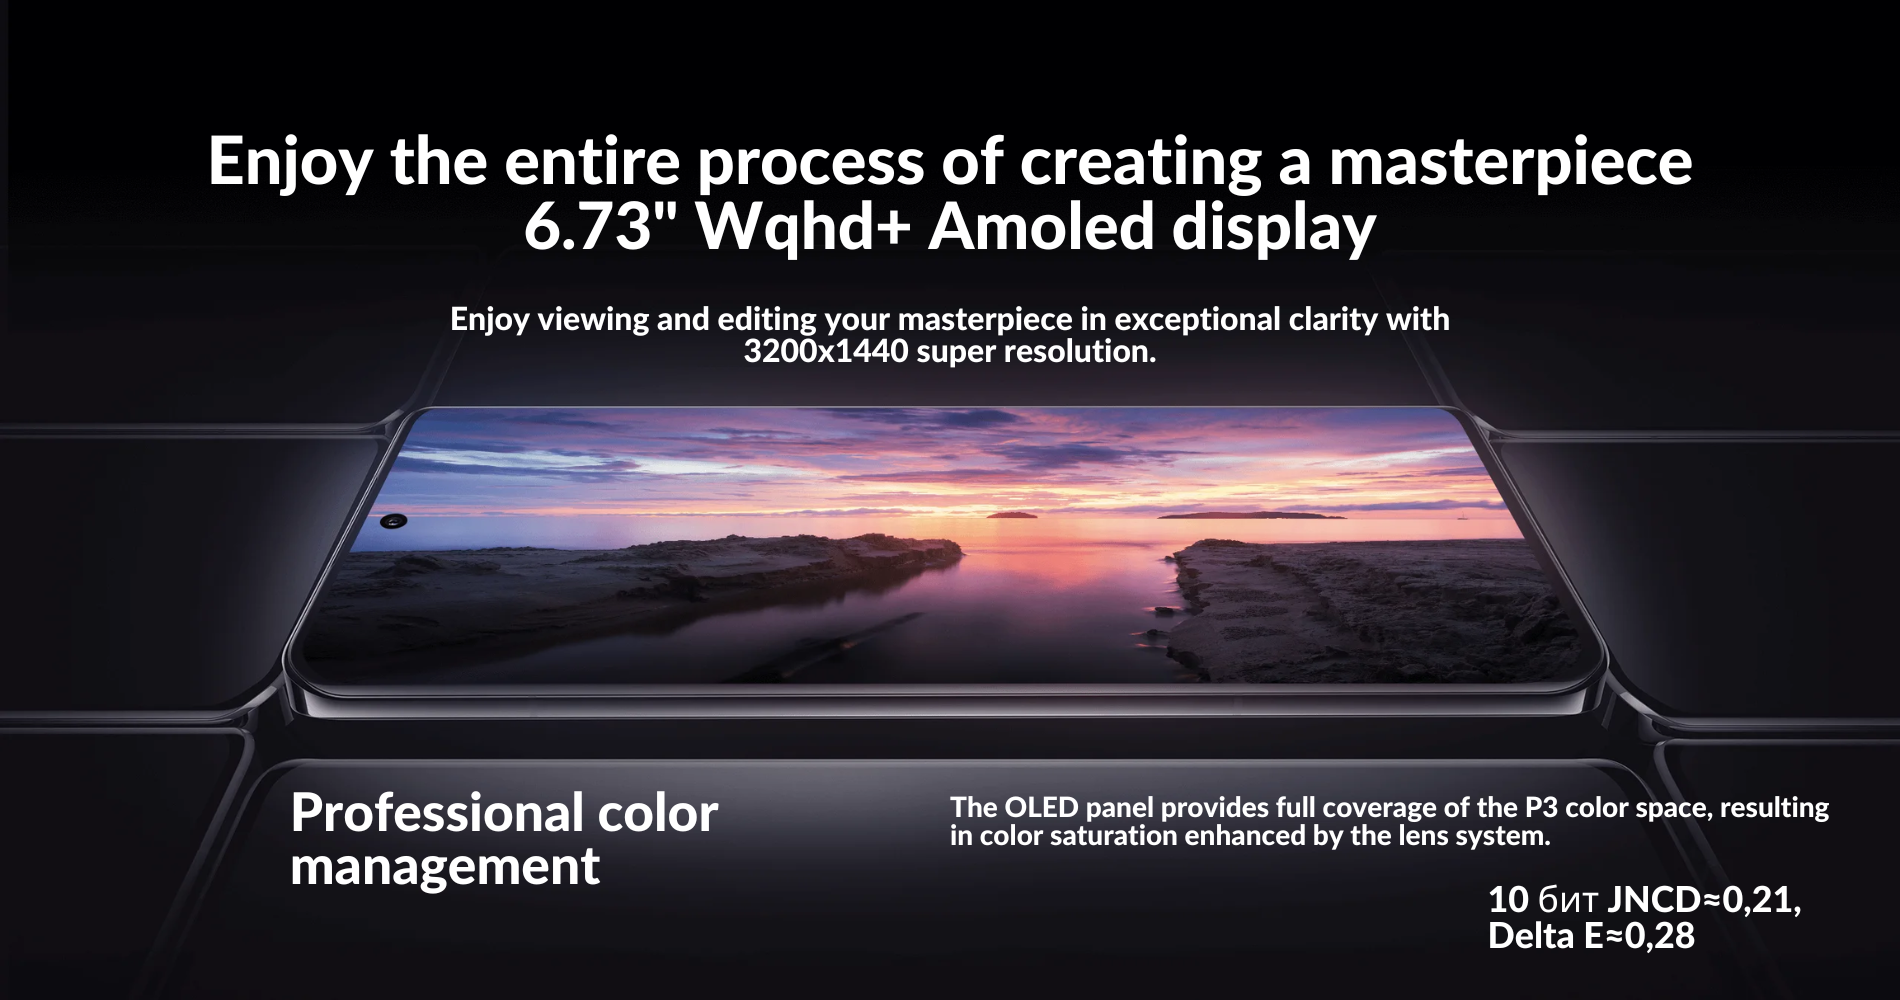 Enjoy the entire process of creating a masterpiece
6.73" Wqhd+ Amoled display
Enjoy viewing and editing your masterpiece in exceptional clarity with
3200x1440 super resolution.
Professional color
management
The OLED panel provides full coverage of the P3 color space, resulting
in color saturation enhanced by the lens system.
10 бит JNCD≈0,21,
Delta E≈0,28